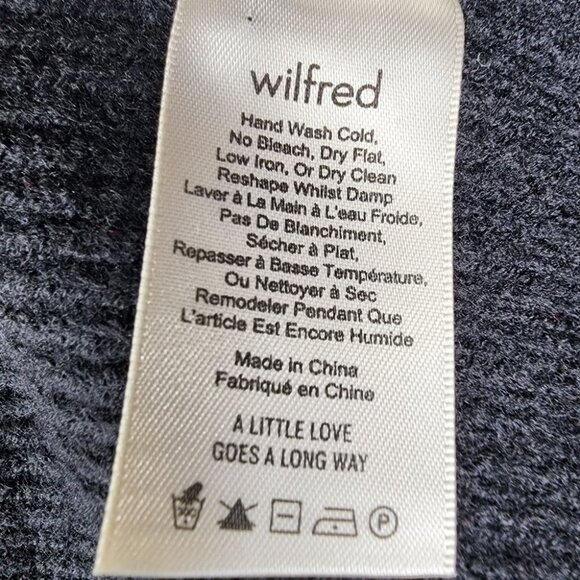 wilfred
Hand Wash Cold,
No Bleach, Dry Flat,
Low Iron, Or Dry Clean
Reshape Whilst Damp
Laver à La Main à L'eau Froide,
Pas De Blanchiment,
Sécher à Plat,
Repasser à Basse Température,
Ou Nettoyer à Sec
Remodeler Pendant Que
L'article Est Encore Humide
Made in China
Fabriqué en Chine
A LITTLE LOVE
GOES A LONG WAY
P